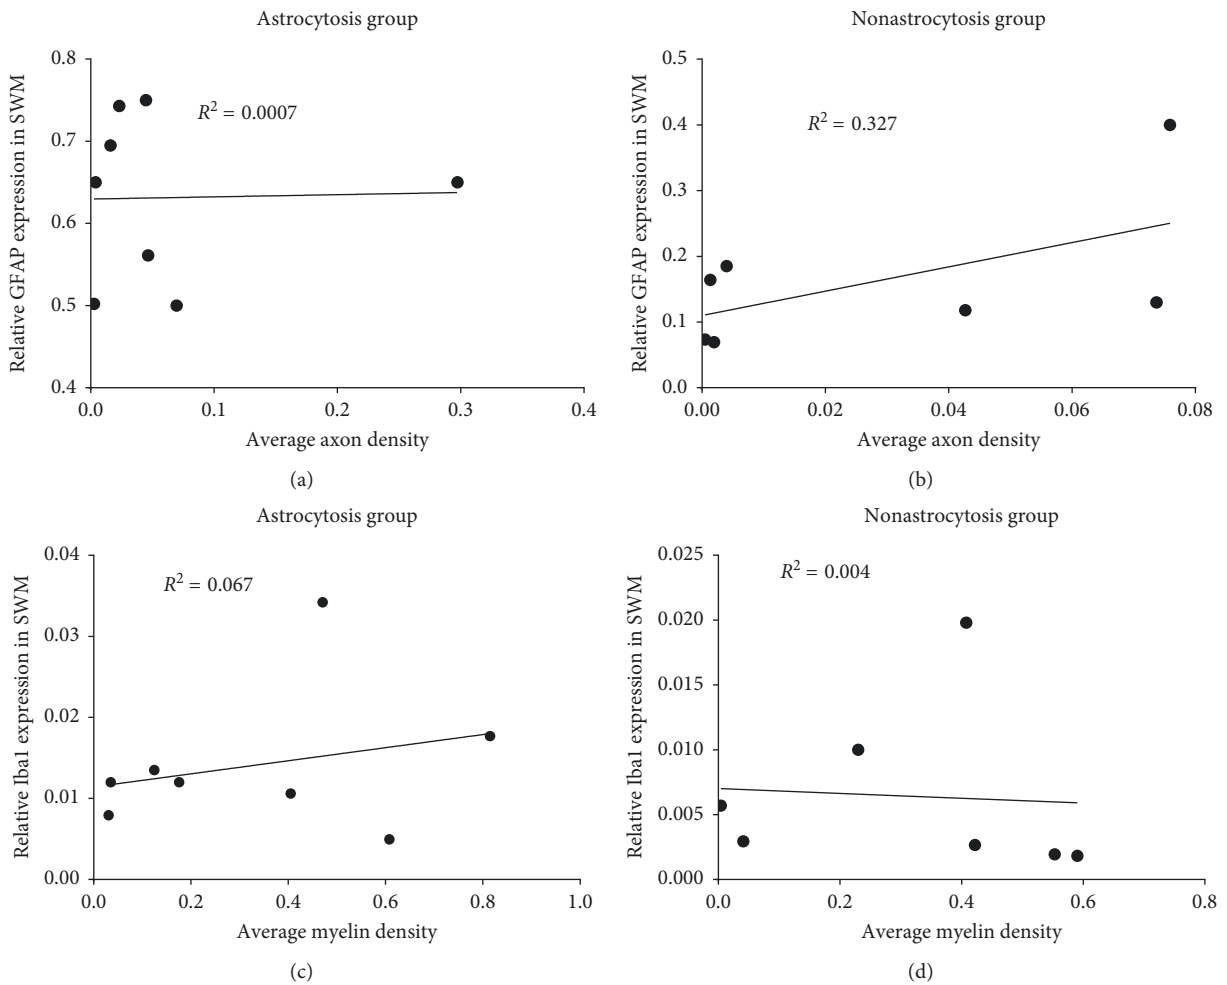 Astrocytosis group
Relative GFAP expression in SWM
0.8
0.7
0.6
0.5
0.4
R² = 0.0007
0.0 0.1 0.2 0.3 0.4
Average axon density
(a)
Nonastrocytosis group
Relative GFAP expression in SWM
0.5
0.4
0.3
0.2
0.1
0.0
R² = 0.327
0.00 0.02 0.04 0.06 0.08
Average axon density
(b)
Astrocytosis group
Relative Iba1 expression in SWM
0.04
0.03
0.02
0.01
0.00
R² = 0.067
0.0 0.2 0.4 0.6 0.8 1.0
Average myelin density
(c)
Nonastrocytosis group
Relative Iba1 expression in SWM
0.025
0.020
0.015
0.010
0.005
0.000
R² = 0.004
0.0 0.2 0.4 0.6 0.8
Average myelin density
(d)